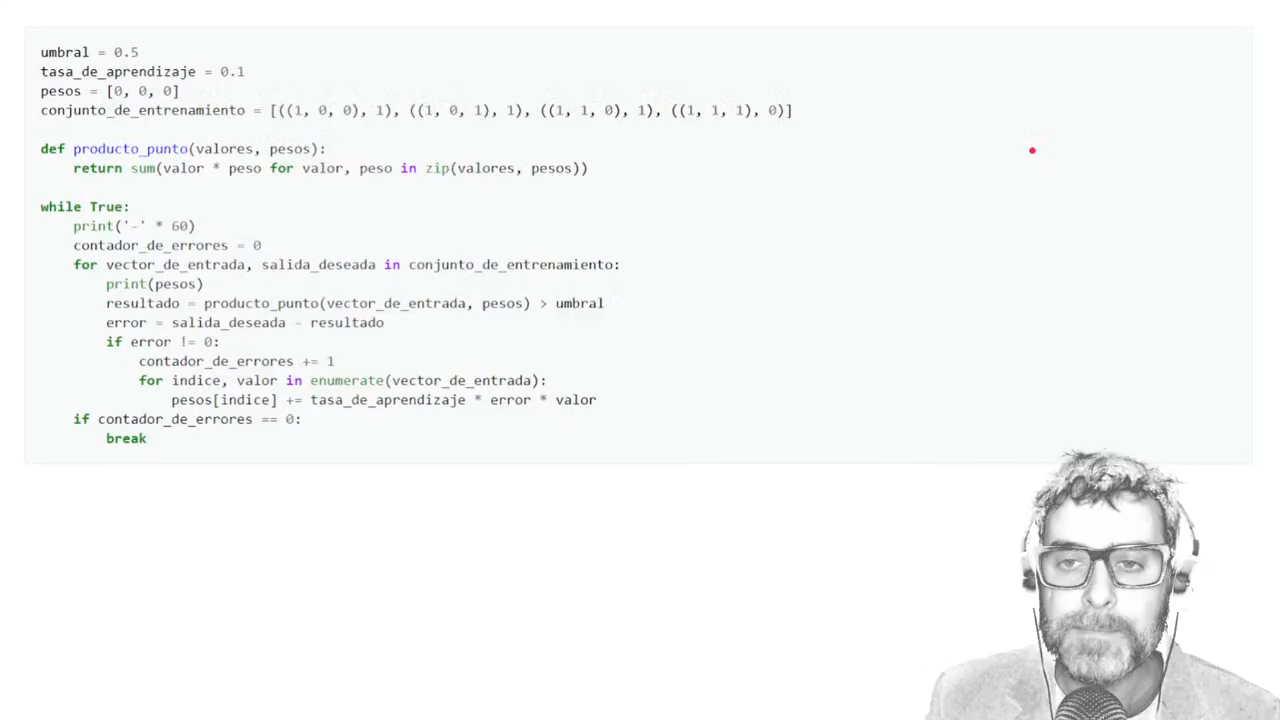 umbral = 0.5
tasa_de_aprendizaje = 0.1
pesos = [0, 0, 0]
conjunto_de_entrenamiento = [((1, 0, 0), 1), ((1, 0, 1), 1), ((1, 1, 0), 1), ((1, 1, 1), 0)]
def producto_punto(valores, pesos):
    return sum(valor * peso for valor, peso in zip(valores, pesos))
while True:
    print('-' * 60)
    contador_de_errores = 0
    for vector_de_entrada, salida_deseada in conjunto_de_entrenamiento:
        print(pesos)
        resultado = producto_punto(vector_de_entrada, pesos) > umbral
        error = salida_deseada - resultado
        if error != 0:
            contador_de_errores += 1
            for indice, valor in enumerate(vector_de_entrada):
                pesos[indice] += tasa_de_aprendizaje * error * valor
    if contador_de_errores == 0:
        break